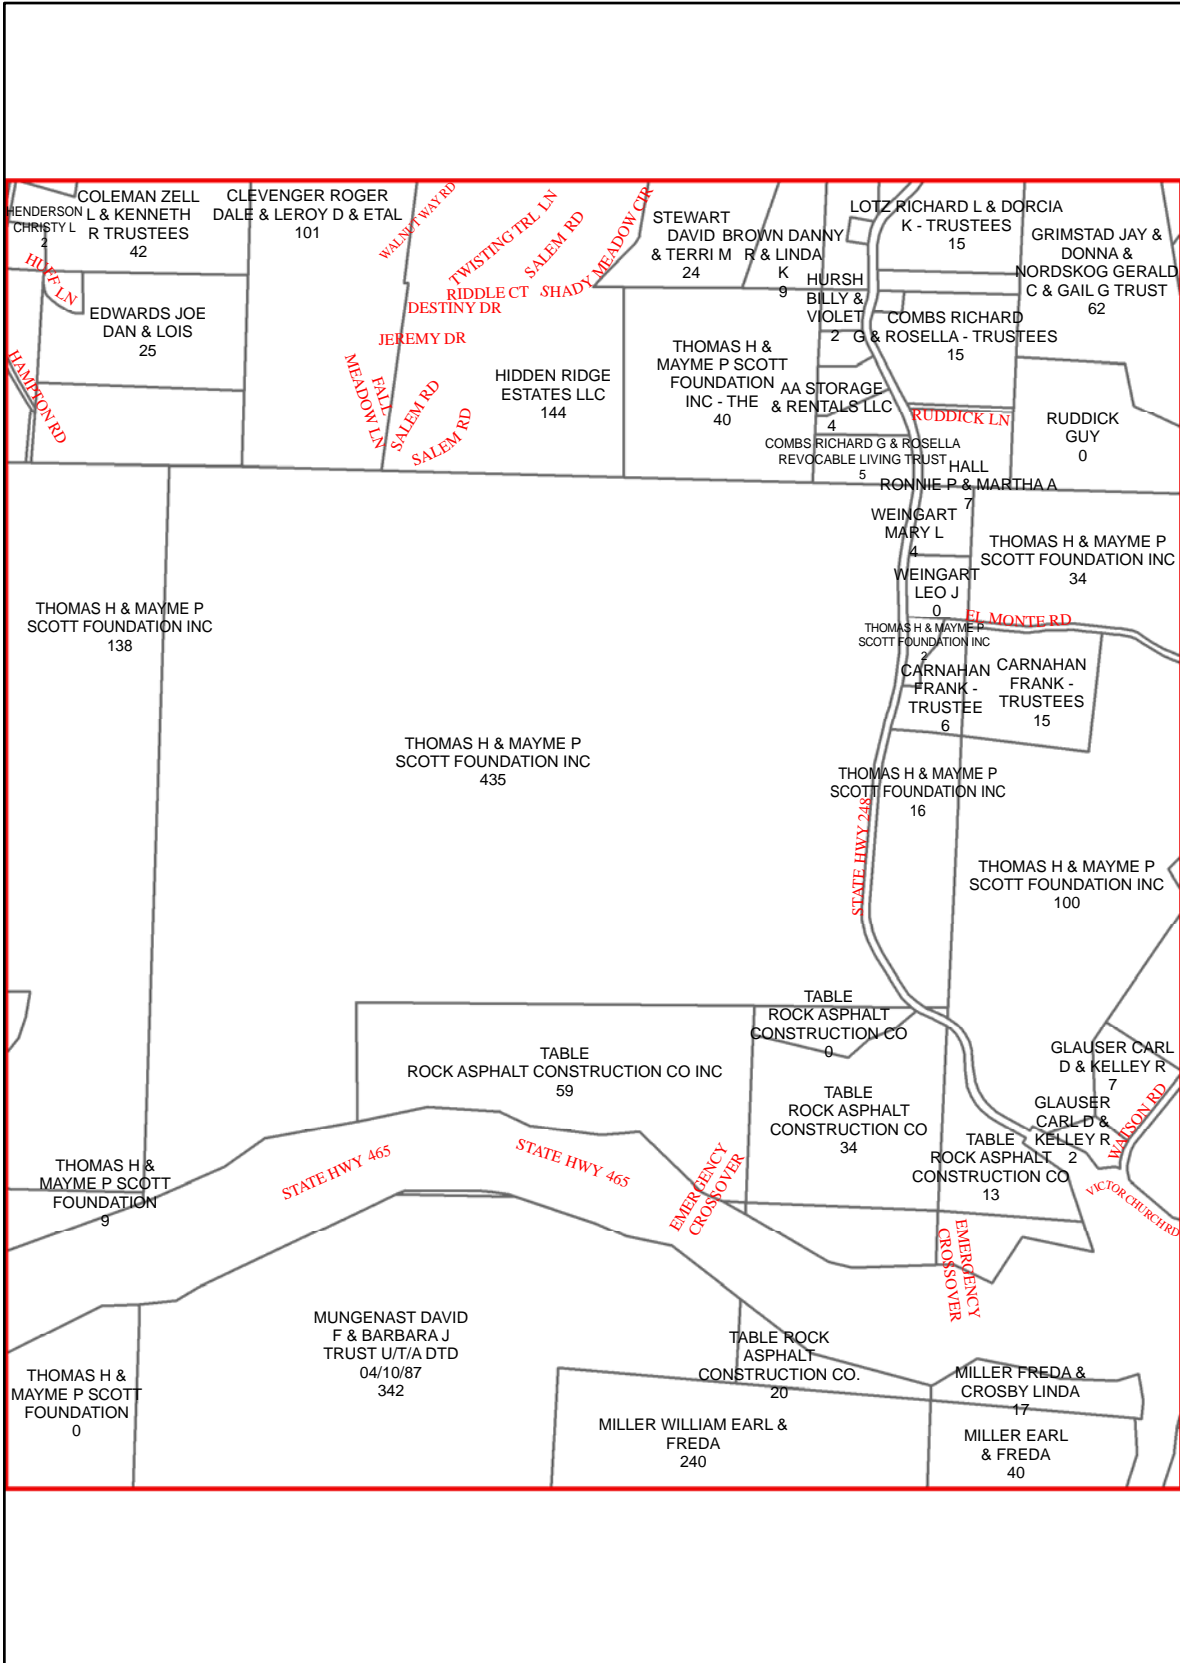 COLEMAN ZELL
L & KENNETH
R TRUSTEES
42
CLEVENGER ROGER
DALE & LEROY D & ETAL
101
HENDERSON
CHRISTY L
2
HUFF LN
EDWARDS JOE
DAN & LOIS
25
HAMPTON RD
WALNUT WAY RD
TWISTING TRL LN
SALEM RD
SHADY MEADOW CIR
RIDDLE CT
DESTINY DR
JEREMY DR
FALL
MEADOW LN
SALEM RD
SALEM RD
HIDDEN RIDGE
ESTATES LLC
144
STEWART
DAVID
& TERRI M
24
BROWN DANNY
R & LINDA
K
9
LOTZ RICHARD L & DORCIA
K - TRUSTEES
15
GRIMSTAD JAY &
DONNA &
NORDSKOG GERALD
C & GAIL G TRUST
62
HURSH
BILLY &
VIOLET
2
COMBS RICHARD
G & ROSELLA - TRUSTEES
15
THOMAS H &
MAYME P SCOTT
FOUNDATION
INC - THE
40
AA STORAGE
& RENTALS LLC
4
RUDDICK LN
RUDDICK
GUY
0
COMBS RICHARD G & ROSELLA
REVOCABLE LIVING TRUST
5
HALL
RONNIE P & MARTHA A
7
WEINGART
MARY L
4
THOMAS H & MAYME P
SCOTT FOUNDATION INC
34
WEINGART
LEO J
0
EL MONTE RD
THOMAS H & MAYME P
SCOTT FOUNDATION INC
138
THOMAS H & MAYME P
SCOTT FOUNDATION INC
2
CARNAHAN
FRANK -
TRUSTEE
6
CARNAHAN
FRANK -
TRUSTEES
15
THOMAS H & MAYME P
SCOTT FOUNDATION INC
435
THOMAS H & MAYME P
SCOTT FOUNDATION INC
16
STATE HWY 248
THOMAS H & MAYME P
SCOTT FOUNDATION INC
100
TABLE
ROCK ASPHALT
CONSTRUCTION CO
0
TABLE
ROCK ASPHALT CONSTRUCTION CO INC
59
GLAUSER CARL
D & KELLEY R
7
TABLE
ROCK ASPHALT
CONSTRUCTION CO
34
GLAUSER
CARL D &
KELLEY R
2
WATSON RD
TABLE
ROCK ASPHALT
CONSTRUCTION CO
13
VICTOR CHURCH RD
THOMAS H &
MAYME P SCOTT
FOUNDATION
9
STATE HWY 465
STATE HWY 465
EMERGENCY
CROSSOVER
EMERGENCY
CROSSOVER
MUNGENAST DAVID
F & BARBARA J
TRUST U/T/A DTD
04/10/87
342
TABLE ROCK
ASPHALT
CONSTRUCTION CO.
20
THOMAS H &
MAYME P SCOTT
FOUNDATION
0
MILLER FREDA &
CROSBY LINDA
17
MILLER WILLIAM EARL &
FREDA
240
MILLER EARL
& FREDA
40